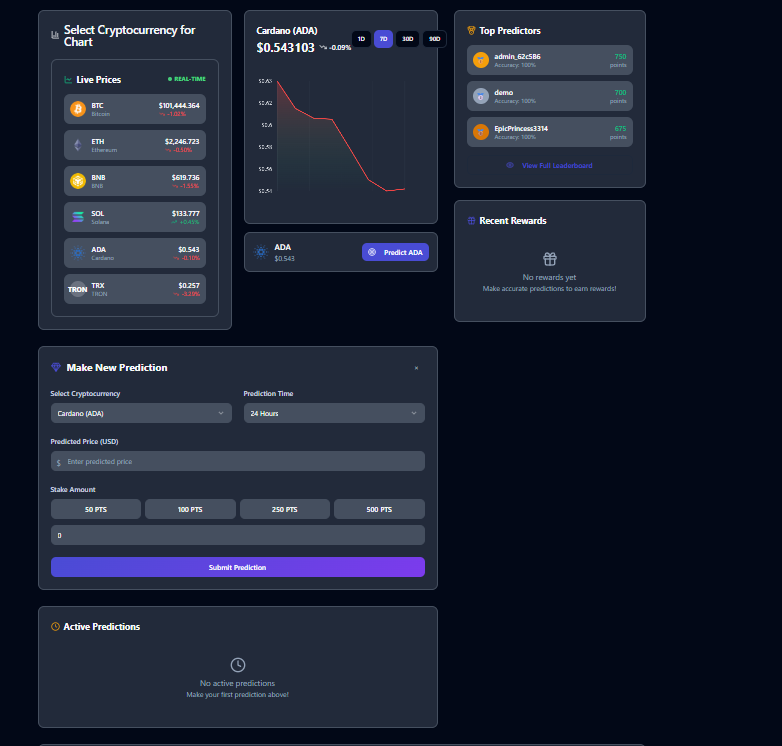 Select Cryptocurrency for
Chart
Live Prices
REAL-TIME
BTC
$101,444.364
Bitcoin
-1.02%
ETH
$2,246.723
Ethereum
BNB
$619.736
BNB
-1.55%
SOL
$133.777
Solana
ADA
$0.543
Cardano
-0.10%
TRON
TRX
$0.257
TRON
Cardano (ADA)
$0.543103
-0.09%
1D
7D
30D
90D
$0.63
$0.62
$0.6
$0.58
$0.56
$0.54
ADA
$0.543
Predict ADA
Top Predictors
admin_62c5B6
750
Accuracy: 100%
points
demo
700
Accuracy: 100%
points
EpicPrincess3314
675
Accuracy: 100%
points
View Full Leaderboard
Recent Rewards
No rewards yet
Make accurate predictions to earn rewards!
Make New Prediction
×
Select Cryptocurrency
Prediction Time
Cardano (ADA)
24 Hours
Predicted Price (USD)
$ Enter predicted price
Stake Amount
50 PTS
100 PTS
250 PTS
500 PTS
0
Submit Prediction
Active Predictions
No active predictions
Make your first prediction above!